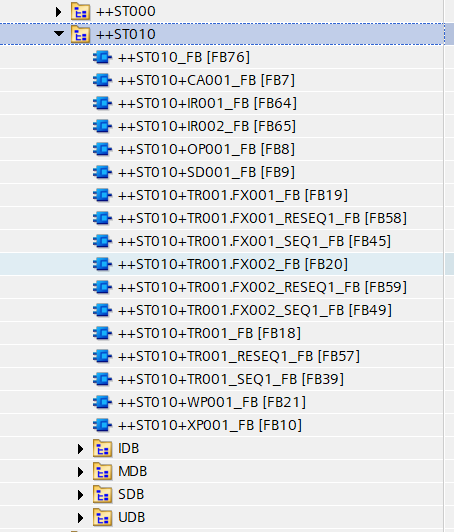 ++ST000
++ST010
++ST010_FB [FB76]
++ST010+CA001_FB [FB7]
++ST010+IR001_FB [FB64]
++ST010+IR002_FB [FB65]
++ST010+OP001_FB [FB8]
++ST010+SD001_FB [FB9]
++ST010+TR001.FX001_FB [FB19]
++ST010+TR001.FX001_RESEQ1_FB [FB58]
++ST010+TR001.FX001_SEQ1_FB [FB45]
++ST010+TR001.FX002_FB [FB20]
++ST010+TR001.FX002_RESEQ1_FB [FB59]
++ST010+TR001.FX002_SEQ1_FB [FB49]
++ST010+TR001_FB [FB18]
++ST010+TR001_RESEQ1_FB [FB57]
++ST010+TR001_SEQ1_FB [FB39]
++ST010+WP001_FB [FB21]
++ST010+XP001_FB [FB10]
IDB
MDB
SDB
UDB